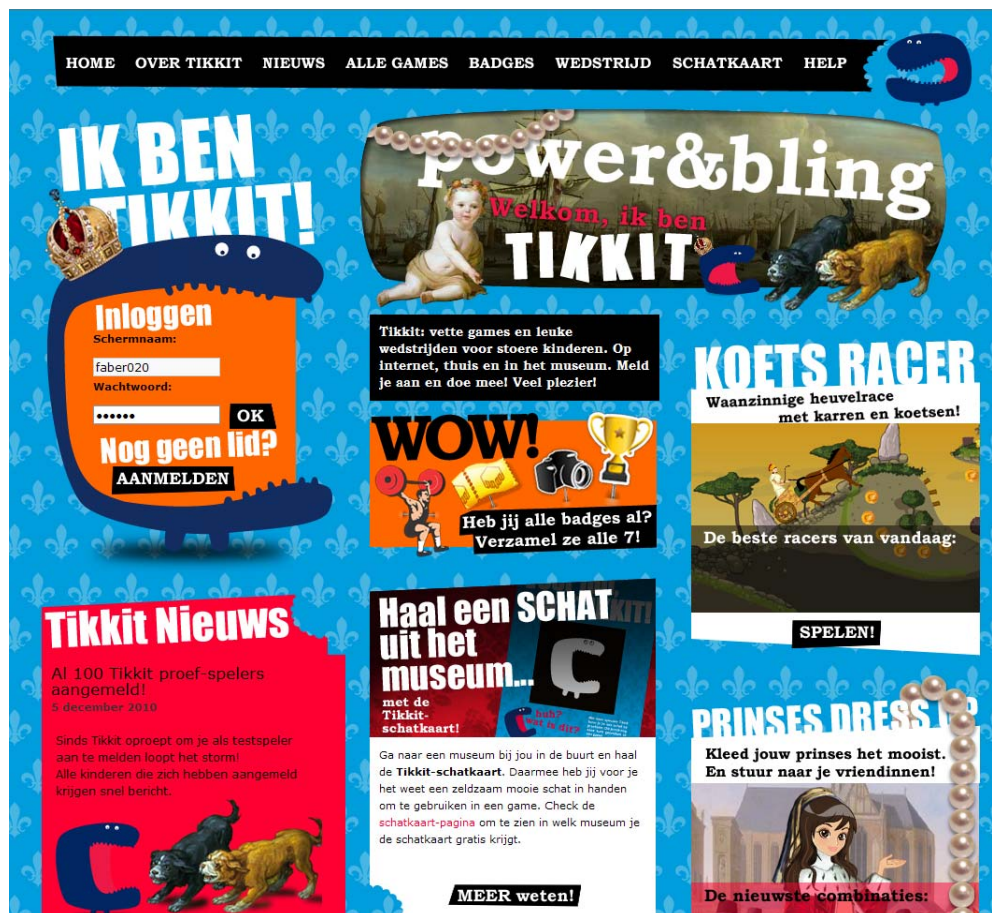 HOME OVER TIKKIT NIEUWS ALLE GAMES BADGES WEDSTRIJD SCHATKAART HELP
IK BEN
TIKKIT!
Inloggen
Schermnaam:
faber020
Wachtwoord:
••••••
OK
Nog geen lid?
AANMELDEN
power&bling
Welkom, ik ben
TIKKIT
Tikkit: vette games en leuke
wedstrijden voor stoere kinderen. Op
internet, thuis en in het museum. Meld
je aan en doe mee! Veel plezier!
WOW!
Heb jij alle badges al?
Verzamel ze alle 7!
KOETS RACER
Waanzinnige heuvelrace
met karren en koetsen!
De beste racers van vandaag:
SPELEN!
Tikkit Nieuws
Al 100 Tikkit proef-spelers
aangemeld!
5 december 2010
Sinds Tikkit oproept om je als testspeler
aan te melden loopt het storm!
Alle kinderen die zich hebben aangemeld
krijgen snel bericht.
Haal een SCHAT
uit het
museum...
met de
Tikkit-
schatkaart!
huh?
wat is dit?
Ga naar een museum bij jou in de buurt en haal
de Tikkit-schatkaart. Daarmee heb jij voor je
het weet een zeldzaam mooie schat in handen
om te gebruiken in een game. Check de
schatkaart-pagina om te zien in welk museum je
de schatkaart gratis krijgt.
MEER weten!
PRINSES DRESS UP
Kleed jouw prinses het mooist.
En stuur naar je vriendinnen!
De nieuwste combinaties: